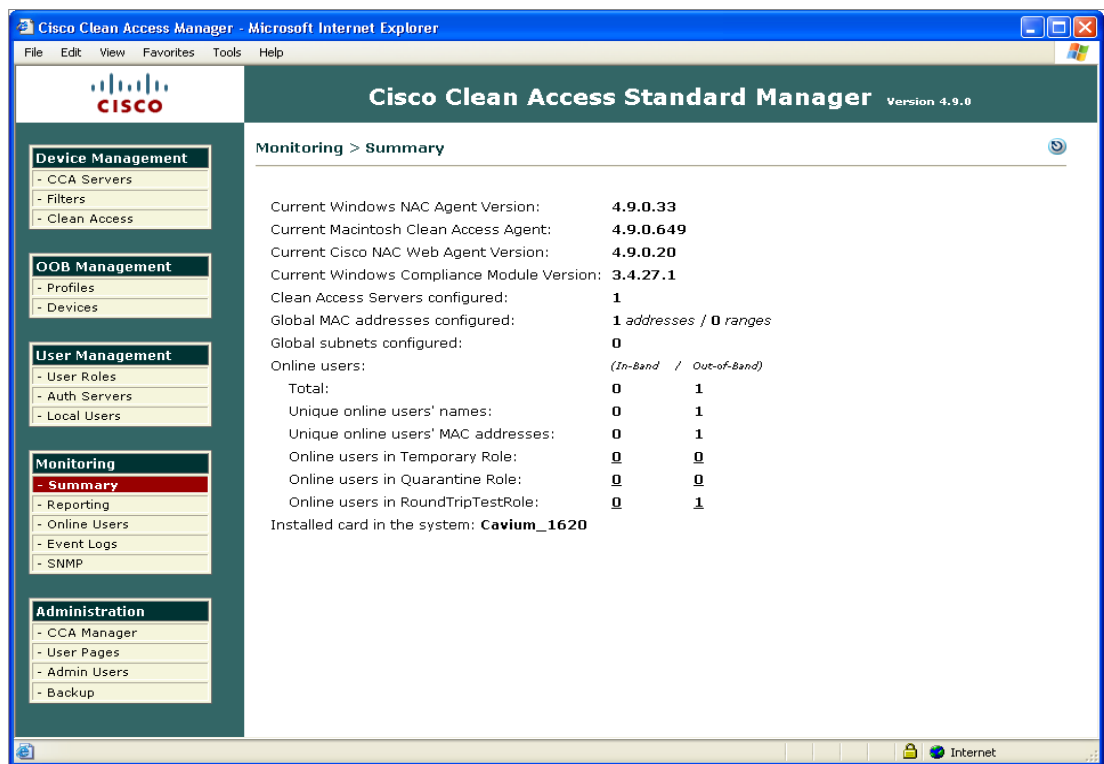 Cisco Clean Access Manager - Microsoft Internet Explorer
File Edit View Favorites Tools Help
CISCO
Cisco Clean Access Standard Manager Version 4.9.0
Device Management
- CCA Servers
- Filters
- Clean Access
OOB Management
- Profiles
- Devices
User Management
- User Roles
- Auth Servers
- Local Users
Monitoring
- Summary
- Reporting
- Online Users
- Event Logs
- SNMP
Administration
- CCA Manager
- User Pages
- Admin Users
- Backup
Monitoring > Summary
Current Windows NAC Agent Version: 4.9.0.33
Current Macintosh Clean Access Agent: 4.9.0.649
Current Cisco NAC Web Agent Version: 4.9.0.20
Current Windows Compliance Module Version: 3.4.27.1
Clean Access Servers configured: 1
Global MAC addresses configured: 1 addresses / 0 ranges
Global subnets configured: 0
Online users: (In-Band / Out-of-Band)
Total: 0 1
Unique online users' names: 0 1
Unique online users' MAC addresses: 0 1
Online users in Temporary Role: 0 0
Online users in Quarantine Role: 0 0
Online users in RoundTripTestRole: 0 1
Installed card in the system: Cavium_1620
Internet